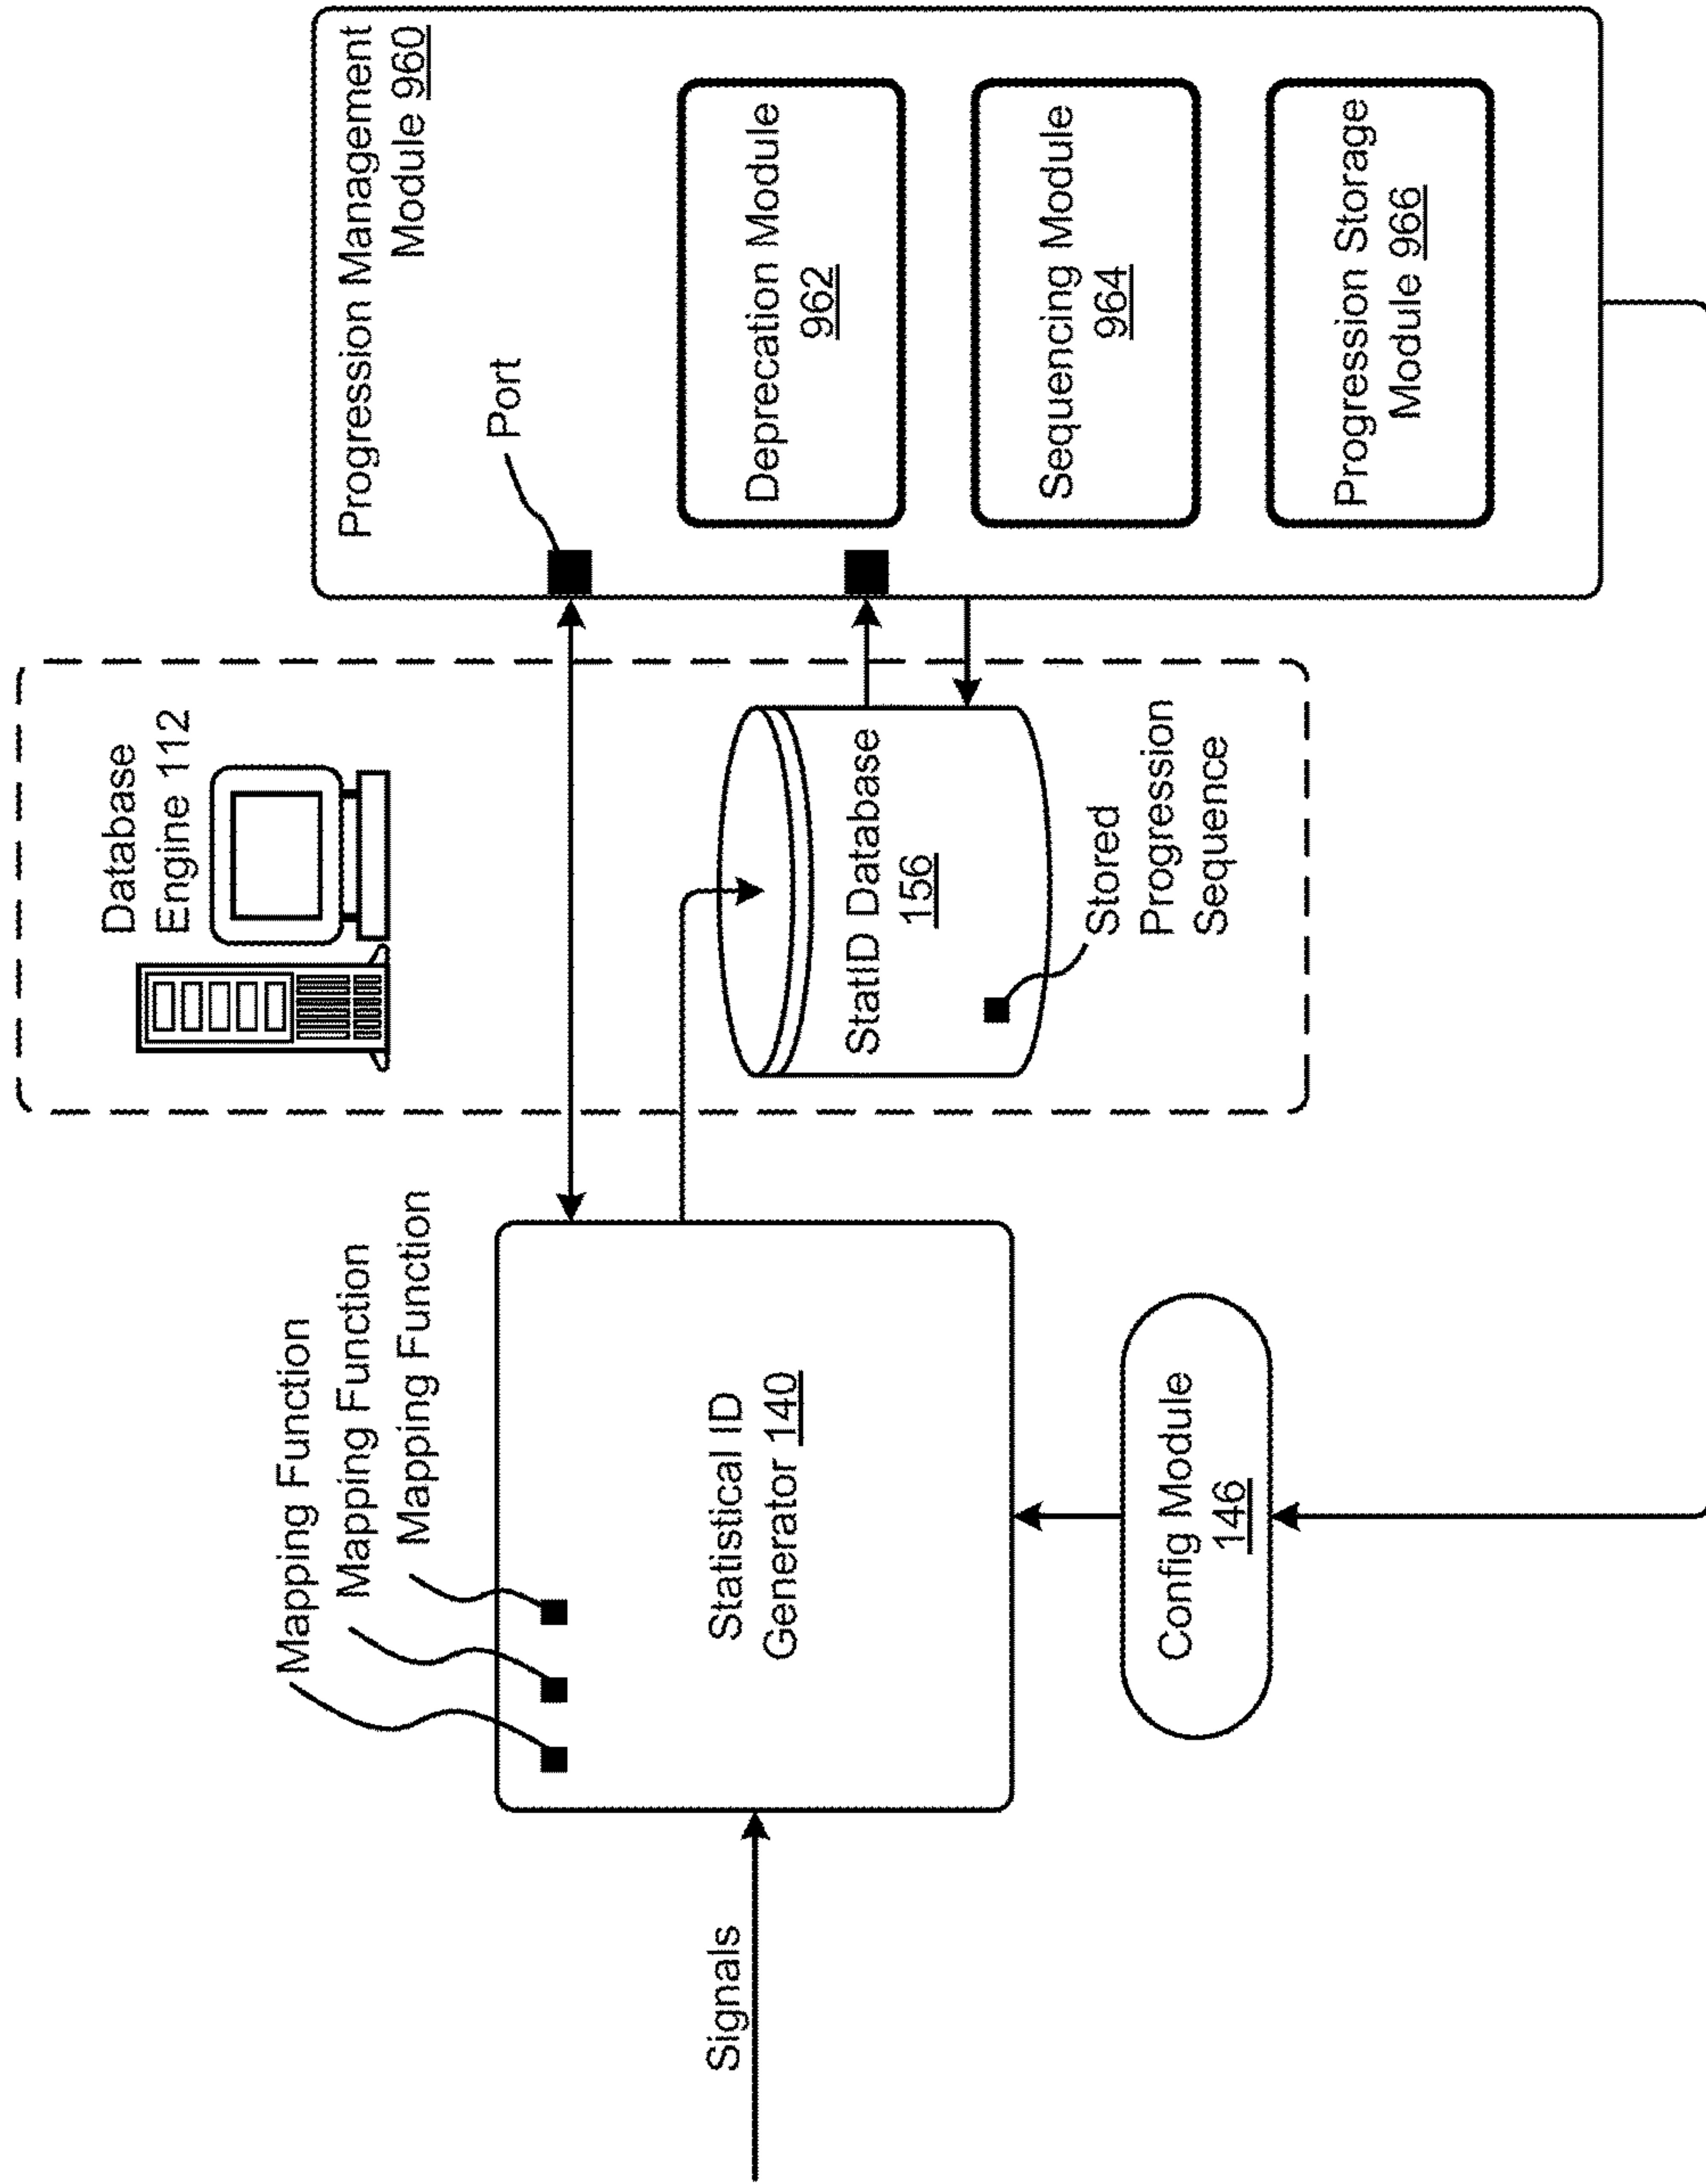 Signals
Mapping Function
Mapping Function
Mapping Function
Statistical ID
Generator 140
Config Module
146
Database
Engine 112
StatID Database
156
Stored
Progression
Sequence
Port
Progression Management
Module 960
Deprecation Module
962
Sequencing Module
964
Progression Storage
Module 966